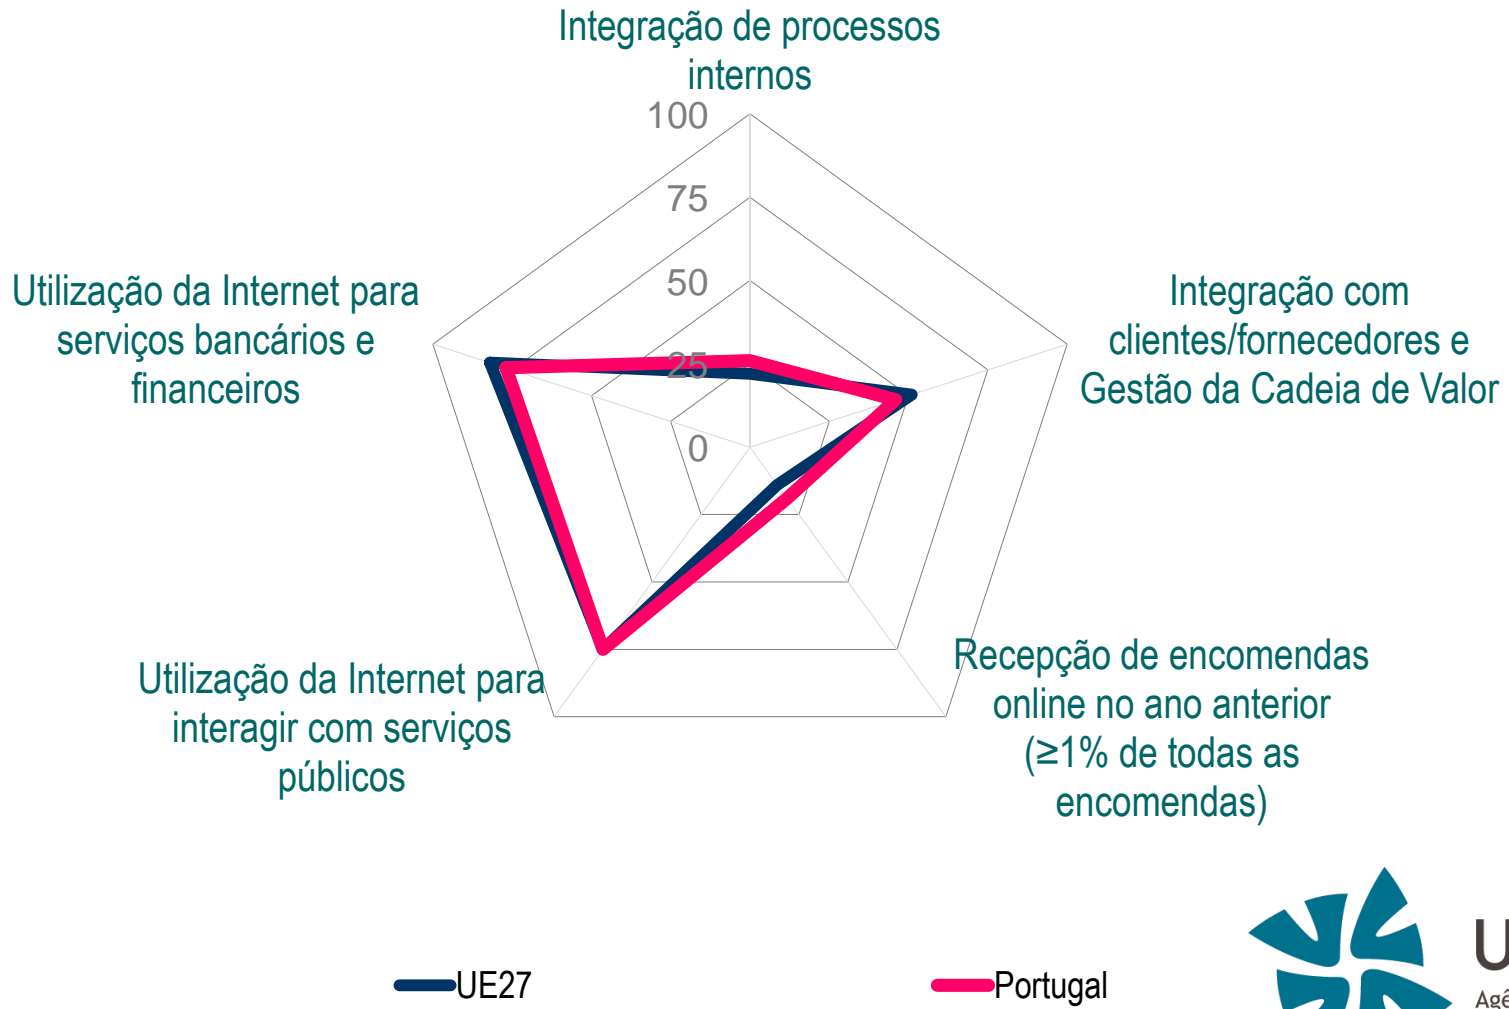 Integração de processos
internos
100
75
50
25
0
Utilização da Internet para
serviços bancários e
financeiros
Integração com
clientes/fornecedores e
Gestão da Cadeia de Valor
Utilização da Internet para
interagir com serviços
públicos
Recepção de encomendas
online no ano anterior
(≥1% de todas as
encomendas)
UE27
Portugal
U
Agê